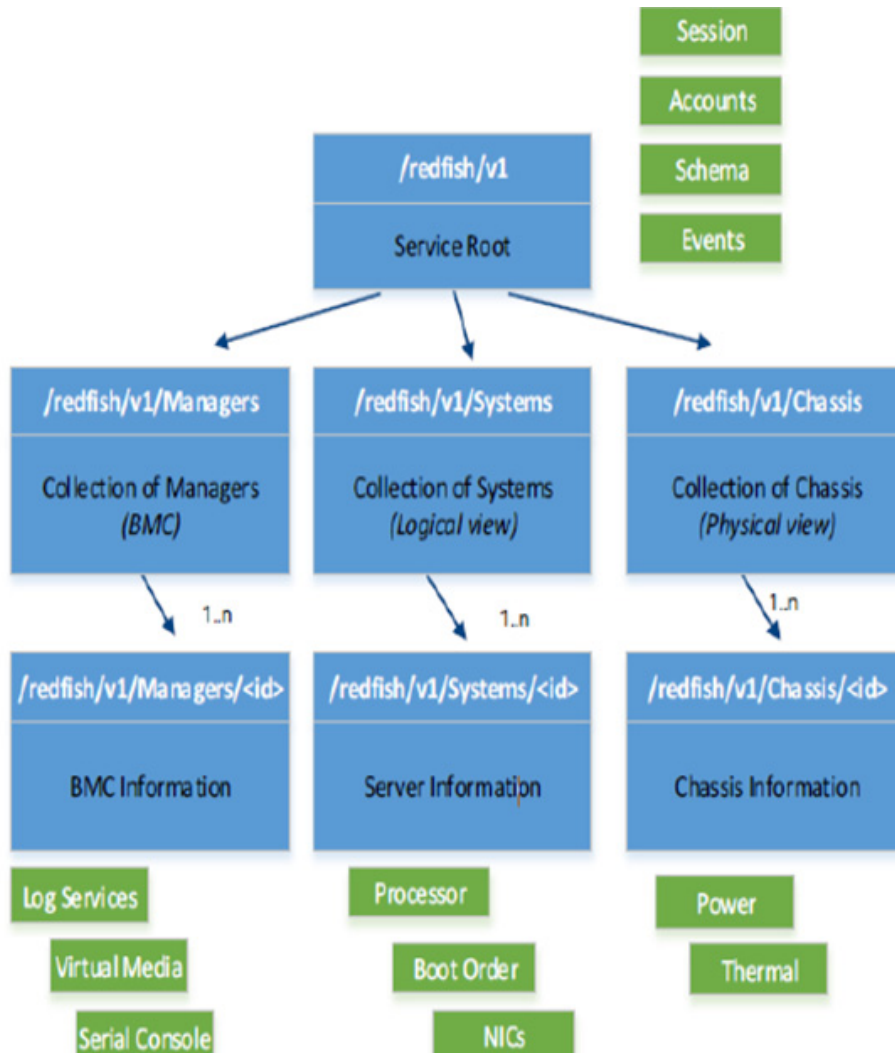 Session
Accounts
Schema
Events
/redfish/v1
Service Root
/redfish/v1/Managers
Collection of Managers
(BMC)
/redfish/v1/Systems
Collection of Systems
(Logical view)
/redfish/v1/Chassis
Collection of Chassis
(Physical view)
1..n
1..n
1..n
/redfish/v1/Managers/<id>
BMC Information
/redfish/v1/Systems/<id>
Server Information
/redfish/v1/Chassis/<id>
Chassis Information
Log Services
Virtual Media
Serial Console
Processor
Boot Order
NICs
Power
Thermal